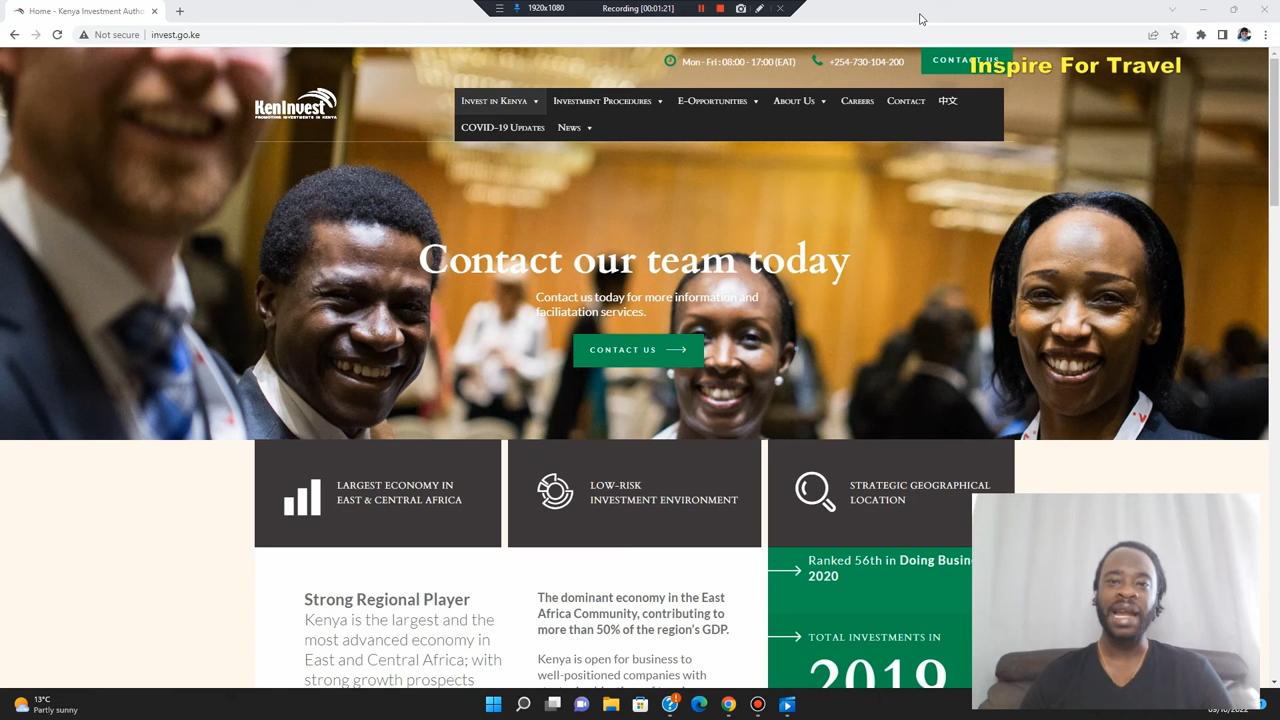 Home - Kenya Investment Autho
1920x1080
Recording [00:01:21]
Not secure | invest.go.ke
Mon - Fri : 08:00 - 17:00 (EAT)
+254-730-104-200
CONTACT US
Inspire For Travel
KenInvest
PROMOTING INVESTMENTS IN KENYA
Invest in Kenya
Investment Procedures
E-Opportunities
About Us
Careers
Contact
中文
COVID-19 Updates
News
Contact our team today
Contact us today for more information and
faciliatation services.
CONTACT US
LARGEST ECONOMY IN
EAST & CENTRAL AFRICA
LOW-RISK
INVESTMENT ENVIRONMENT
STRATEGIC GEOGRAPHICAL
LOCATION
Strong Regional Player
Kenya is the largest and the
most advanced economy in
East and Central Africa; with
strong growth prospects
The dominant economy in the East
Africa Community, contributing to
more than 50% of the region's GDP.
Kenya is open for business to
well-positioned companies with
Ranked 56th in Doing Busin
2020
TOTAL INVESTMENTS IN
2019
13°C
Partly sunny
09/10/2022